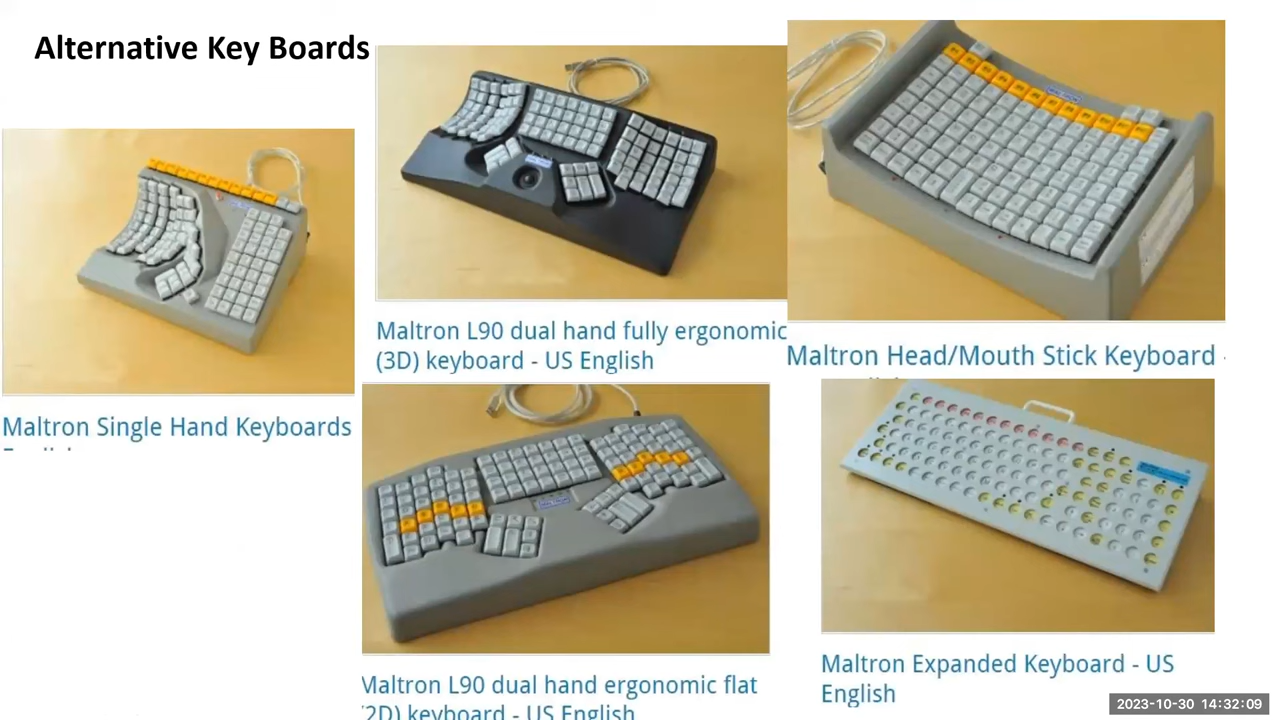 Alternative Key Boards
Maltron Single Hand Keyboards
Maltron L90 dual hand fully ergonomic
(3D) keyboard - US English
Maltron Head/Mouth Stick Keyboard -
Maltron L90 dual hand ergonomic flat
(2D) keyboard - US English
Maltron Expanded Keyboard - US
English
2023-10-30 14:32:09